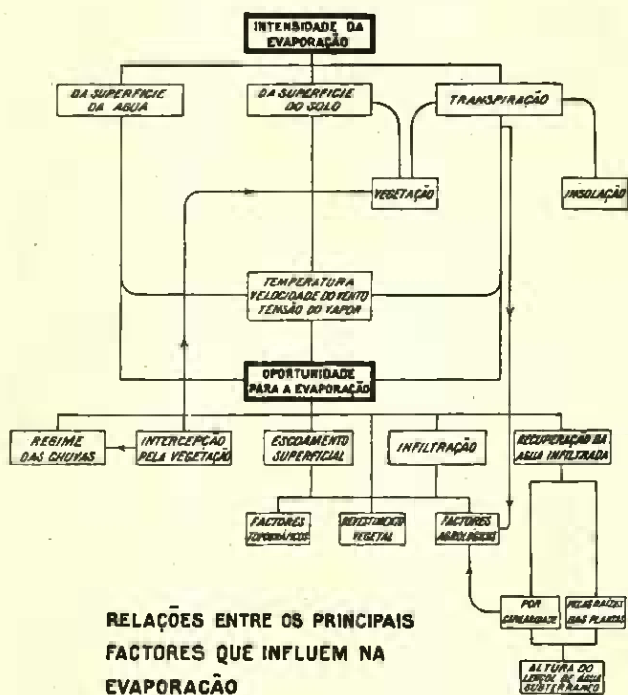 INTENSIDADE DA
EVAPORAÇÃO
DA SUPERFICIE
DA AGUA
DA SUPERFICIE
DO SOLO
TRANSPIRAÇÃO
VEGETAÇÃO
INSOLAÇÃO
TEMPERATURA
VELOCIDADE DO VENTO
TENSÃO DO VAPOR
OPORTUNIDADE
PARA A EVAPORAÇÃO
REGIME
DAS CHUVAS
INTERCEPÇÃO
PELA VEGETAÇÃO
ESCOAMENTO
SUPERFICIAL
INFILTRAÇÃO
RECUPERAÇÃO DA
AGUA INFILTRADA
FACTORES
TOPOGRÁFICOS
REVESTIMENTO
VEGETAL
FACTORES
AGROLÓGICOS
POR
CAPILARIDADE
PELAS RAÍZES
DAS PLANTAS
ALTURA DO
LENÇOL DE ÁGUA
SUBTERRANEO
RELAÇÕES ENTRE OS PRINCIPAIS
FACTORES QUE INFLUEM NA
EVAPORAÇÃO